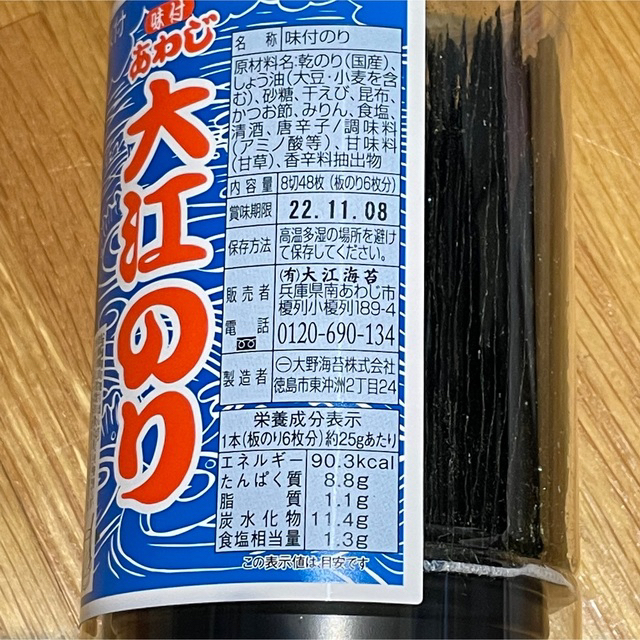 味付
あわじ
大江のり
名称 味付のり
原材料名:乾のり(国産)、
しょう油(大豆・小麦を含
む)、砂糖、干えび、昆布、
かつお節、みりん、食塩、
清酒、唐辛子/調味料
(アミノ酸等)、甘味料
(甘草)、香辛料抽出物
内容量 8切48枚(板のり6枚分)
賞味期限 22.11.08
保存方法 高温多湿の場所を避け
て保存してください。
販売者 (有)大江海苔
兵庫県南あわじ市
榎列小榎列189-4
電話 0120-690-134
製造者 ㊀大野海苔株式会社
徳島市東沖洲2丁目24
栄養成分表示
1本(板のり6枚分)約25gあたり
エネルギー 90.3kcal
たんぱく質 8.8g
脂質 1.1g
炭水化物 11.4g
食塩相当量 1.3g
この表示値は目安です
付